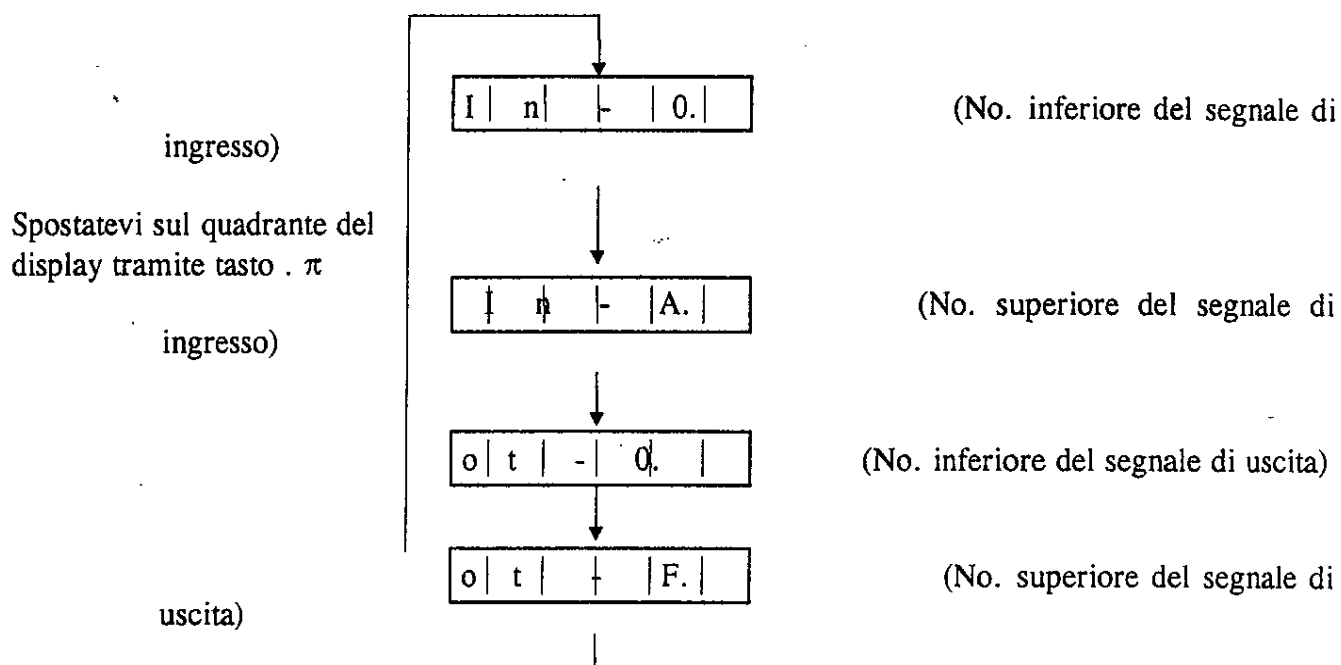 I n - 0. (No. inferiore del segnale di
ingresso)
Spostatevi sul quadrante del
display tramite tasto . π
I n - A. (No. superiore del segnale di
ingresso)
o t - 0. (No. inferiore del segnale di uscita)
o t - F. (No. superiore del segnale di
uscita)